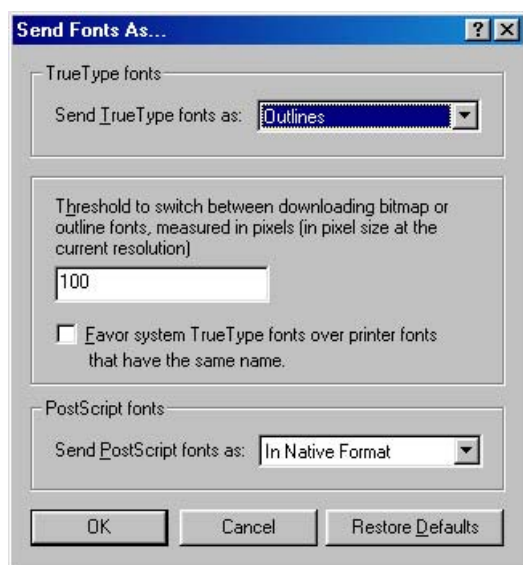 Send Fonts As...
TrueType fonts
Send TrueType fonts as: Outlines
Threshold to switch between downloading bitmap or
outline fonts, measured in pixels (in pixel size at the
current resolution)
100
Favor system TrueType fonts over printer fonts
that have the same name.
PostScript fonts
Send PostScript fonts as: In Native Format
OK Cancel Restore Defaults